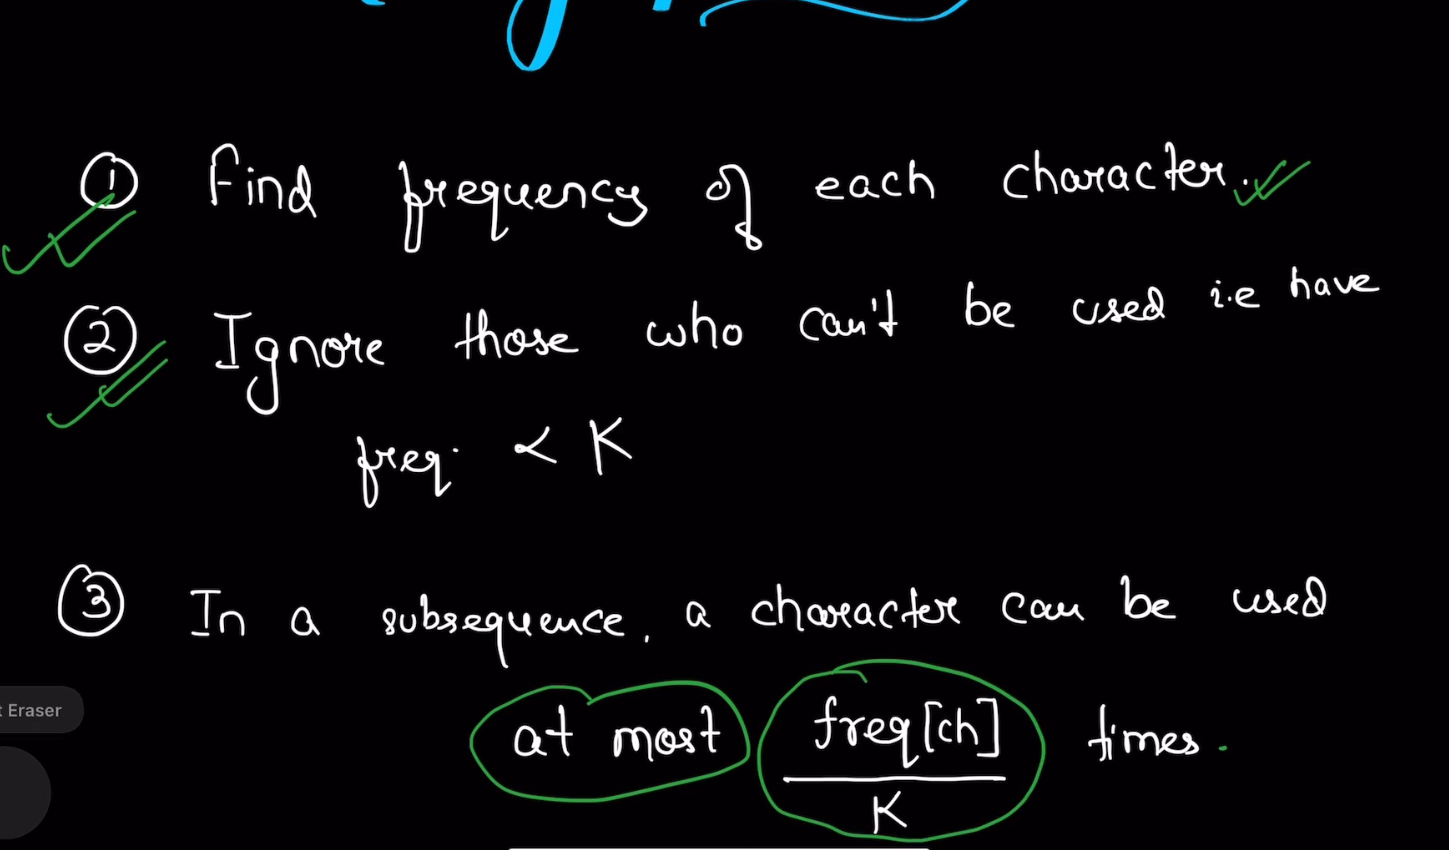 ① Find frequency of each character.
② Ignore those who can't be used i.e have
freq. < K
③ In a subsequence, a character can be used
at most freq[ch] / K times.
t Eraser